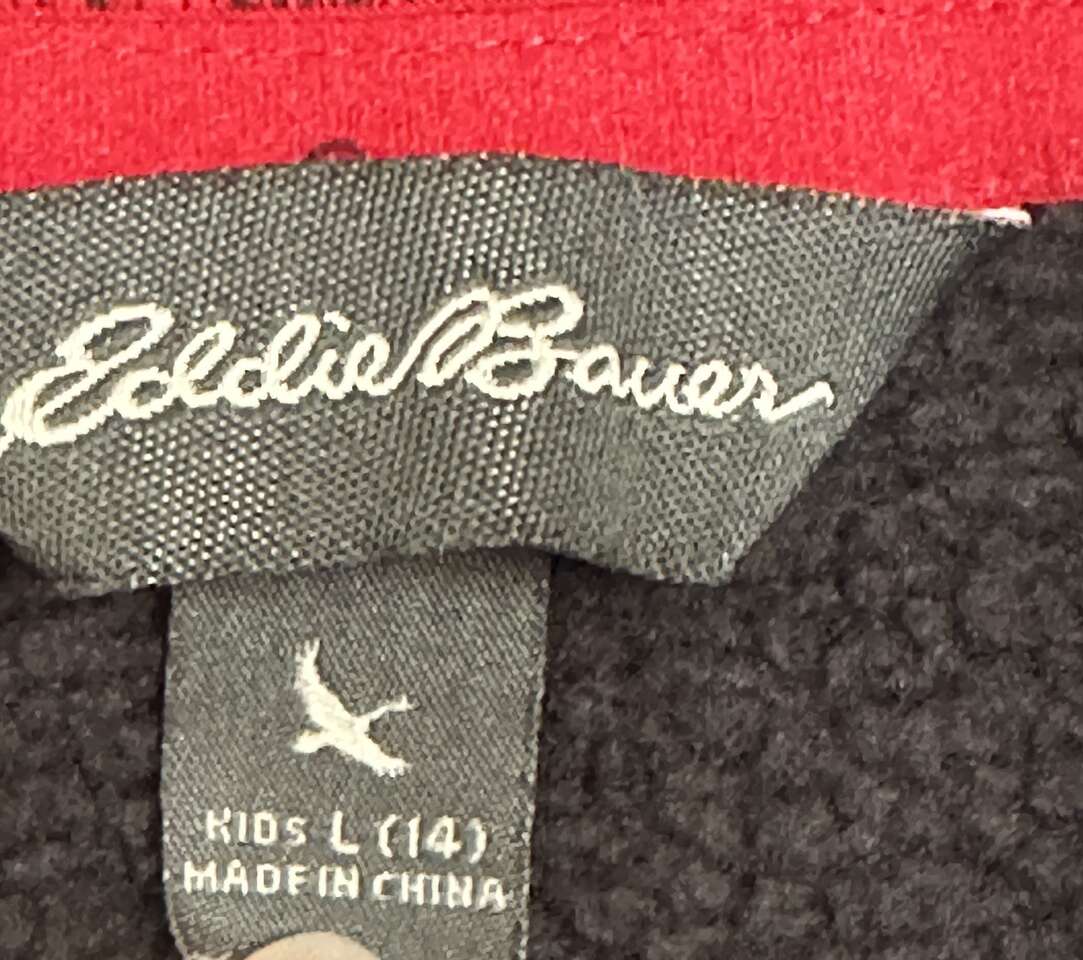 Eddie Bauer
KIDS L (14)
MADE IN CHINA